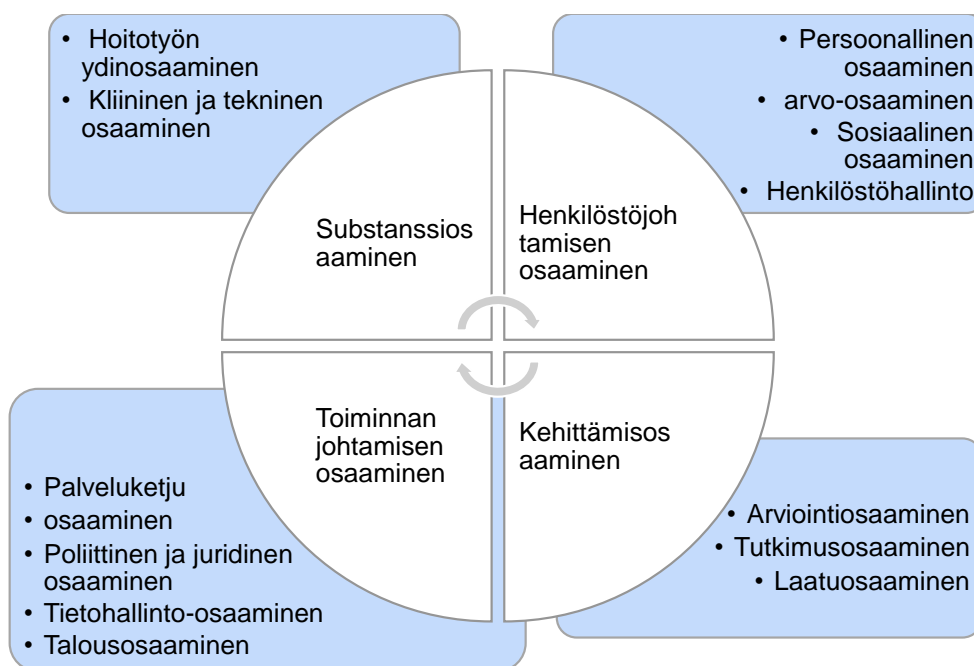 • Hoitotyön
ydinosaaminen
• Kliininen ja tekninen
osaaminen
• Persoonallinen
osaaminen
• arvo-osaaminen
• Sosiaalinen
osaaminen
• Henkilöstöhallinto
Substanssios
aaminen
Henkilöstöjoh
tamisen
osaaminen
Toiminnan
johtamisen
osaaminen
Kehittämisos
aaminen
• Palveluketju
• osaaminen
• Poliittinen ja juridinen
osaaminen
• Tietohallinto-osaaminen
• Talousosaaminen
• Arviointiosaaminen
• Tutkimusosaaminen
• Laatuosaaminen